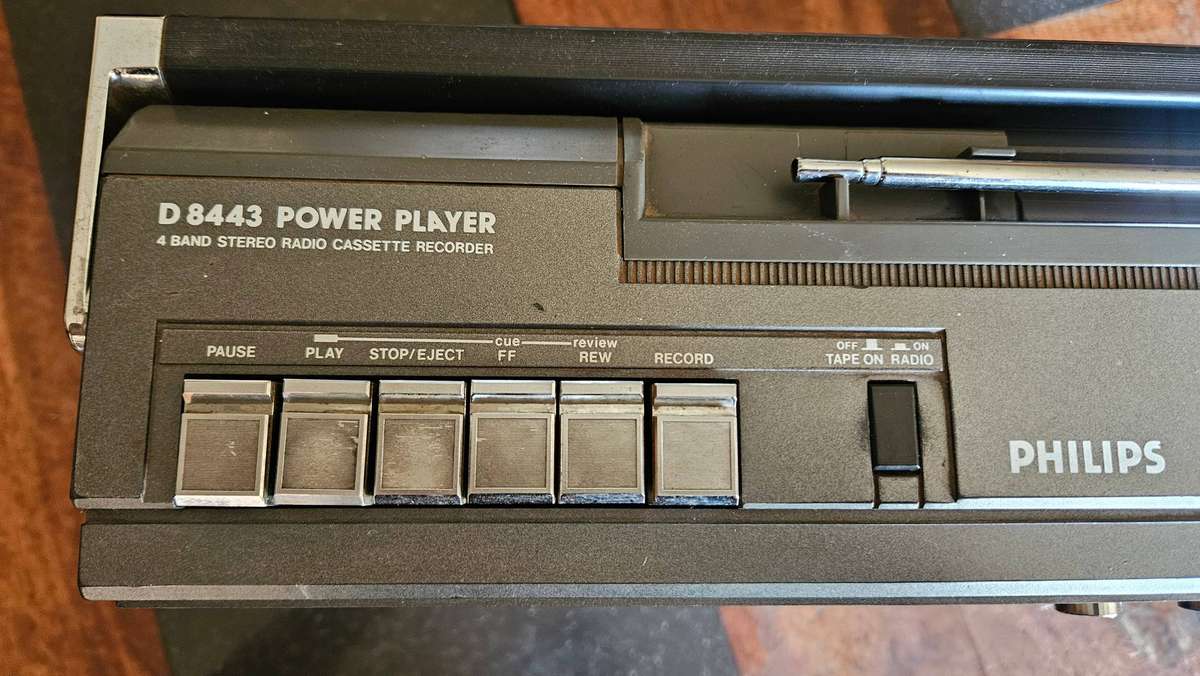 D 8443 POWER PLAYER
4 BAND STEREO RADIO CASSETTE RECORDER
cue review
PAUSE PLAY STOP/EJECT FF REW RECORD
OFF ON
TAPE ON RADIO
PHILIPS